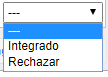 ---
---
Integrado
Rechazar